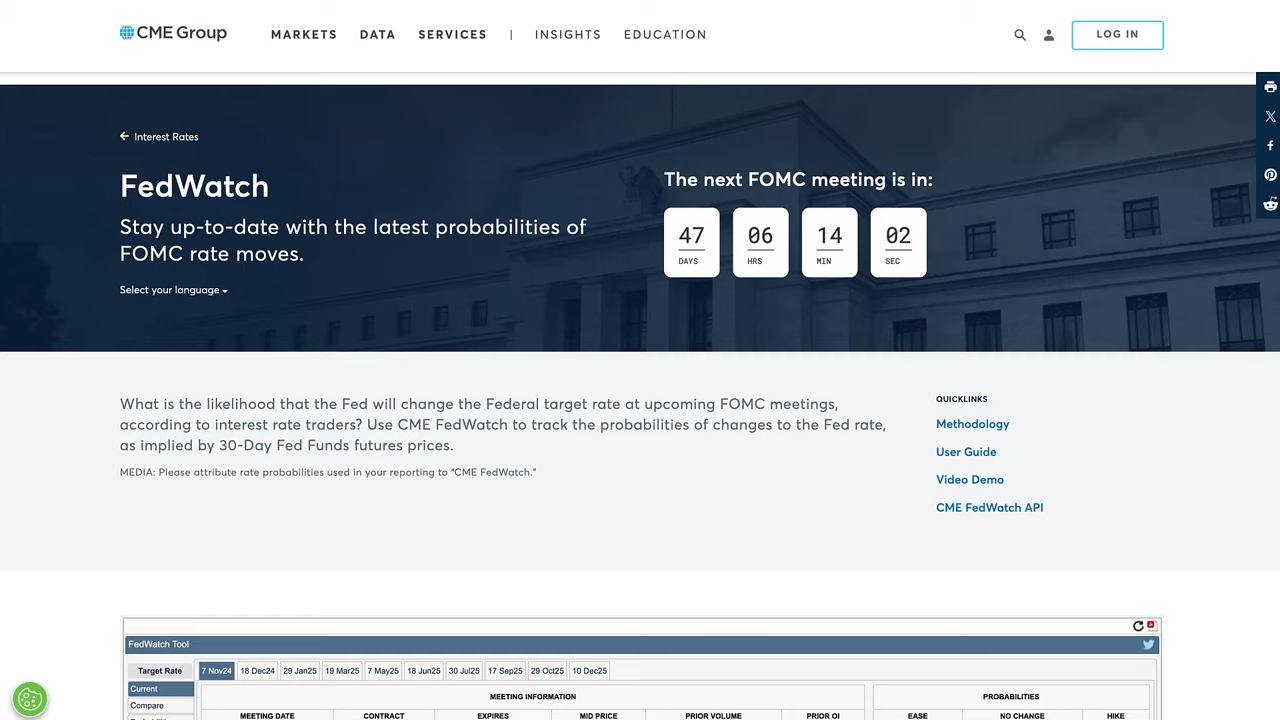 CME Group
MARKETS DATA SERVICES | INSIGHTS EDUCATION
LOG IN
Interest Rates
FedWatch
Stay up-to-date with the latest probabilities of
FOMC rate moves.
Select your language
The next FOMC meeting is in:
47 06 14 02
DAYS HRS MIN SEC
What is the likelihood that the Fed will change the Federal target rate at upcoming FOMC meetings,
according to interest rate traders? Use CME FedWatch to track the probabilities of changes to the Fed rate,
as implied by 30-Day Fed Funds futures prices.
MEDIA: Please attribute rate probabilities used in your reporting to "CME FedWatch."
QUICKLINKS
Methodology
User Guide
Video Demo
CME FedWatch API
FedWatch Tool
Target Rate 7 Nov24 18 Dec24 29 Jan25 19 Mar25 7 May25 18 Jun25 30 Jul25 17 Sep25 29 Oct25 10 Dec25
Current
Compare
MEETING INFORMATION PROBABILITIES
MEETING DATE CONTRACT EXPIRES MID PRICE PRIOR VOLUME PRIOR OI EASE NO CHANGE HIKE